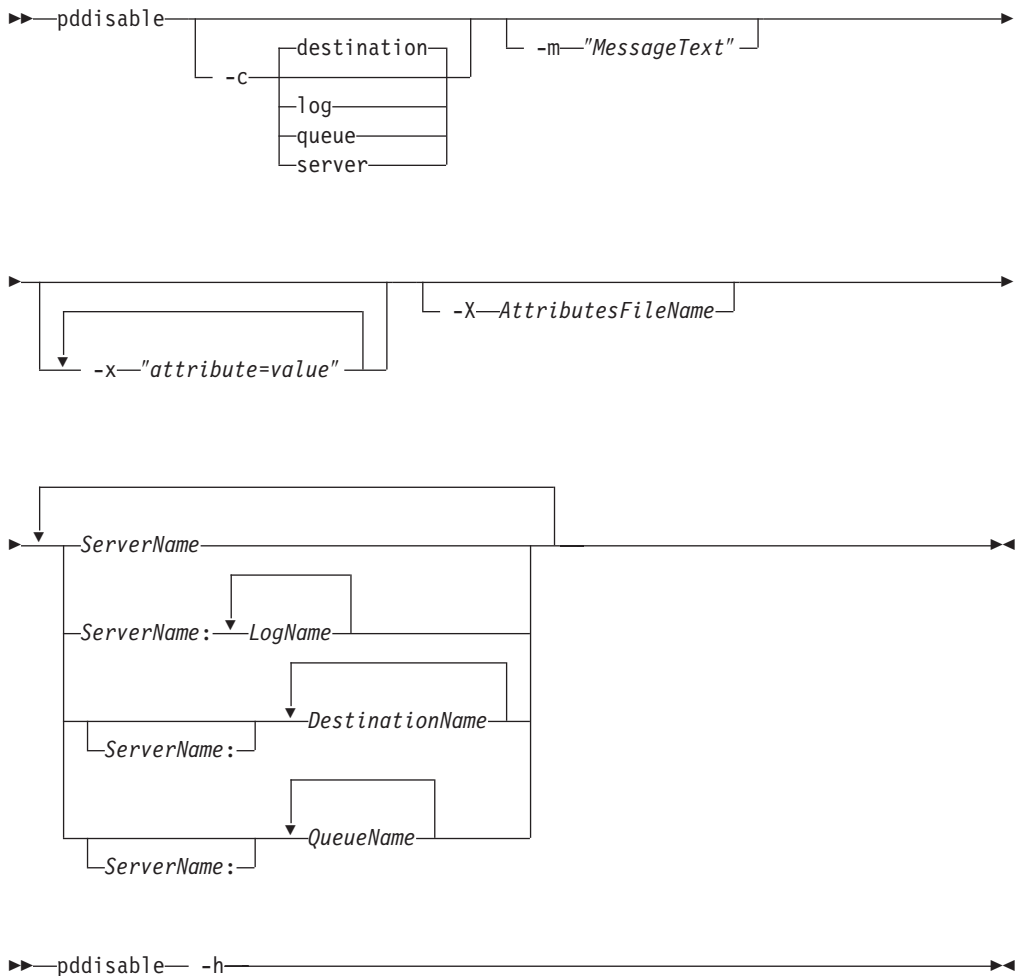 pddisable
destination
-c
log
queue
server
-m "MessageText"
-x "attribute=value"
-X AttributesFileName
ServerName
ServerName: LogName
DestinationName
ServerName:
QueueName
ServerName:
pddisable -h